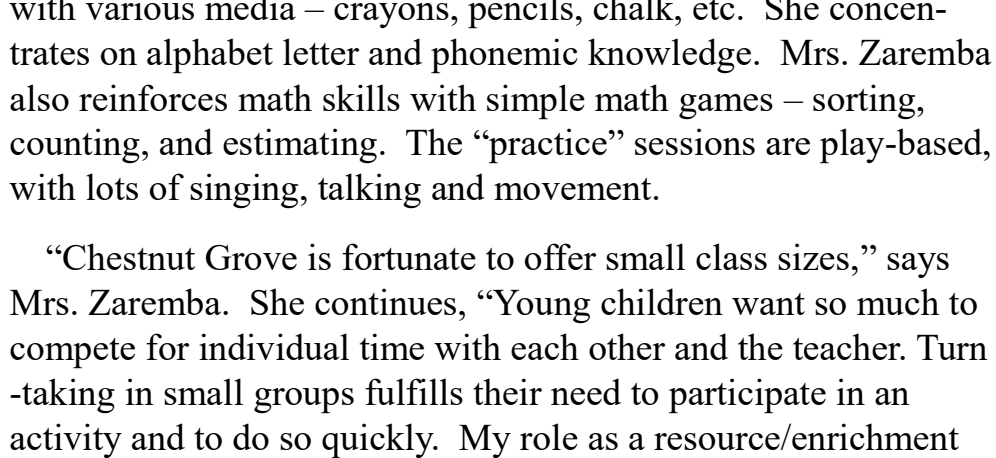 with various media – crayons, pencils, chalk, etc.  She concen-
trates on alphabet letter and phonemic knowledge.  Mrs. Zaremba
also reinforces math skills with simple math games – sorting,
counting, and estimating.  The “practice” sessions are play-based,
with lots of singing, talking and movement.
“Chestnut Grove is fortunate to offer small class sizes,” says
Mrs. Zaremba.  She continues, “Young children want so much to
compete for individual time with each other and the teacher. Turn
-taking in small groups fulfills their need to participate in an
activity and to do so quickly.  My role as a resource/enrichment